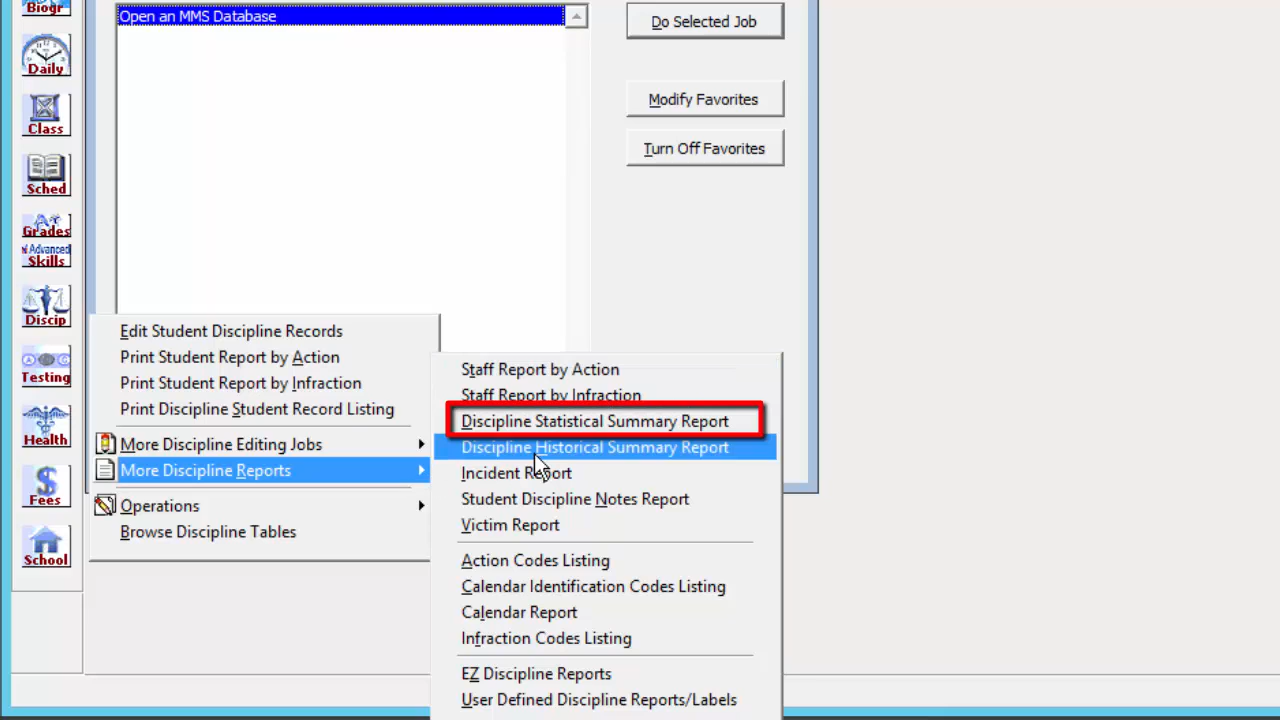 Biogr
Open an MMS Database
Do Selected Job
Daily
Modify Favorites
Class
Turn Off Favorites
Sched
A+
Grades
Advanced
Skills
Discip
Edit Student Discipline Records
Print Student Report by Action
Print Student Report by Infraction
Print Discipline Student Record Listing
More Discipline Editing Jobs
More Discipline Reports
Operations
Browse Discipline Tables
Staff Report by Action
Staff Report by Infraction
Discipline Statistical Summary Report
Discipline Historical Summary Report
Incident Report
Student Discipline Notes Report
Victim Report
Action Codes Listing
Calendar Identification Codes Listing
Calendar Report
Infraction Codes Listing
EZ Discipline Reports
User Defined Discipline Reports/Labels
A C
Testing
Health
$
Fees
School